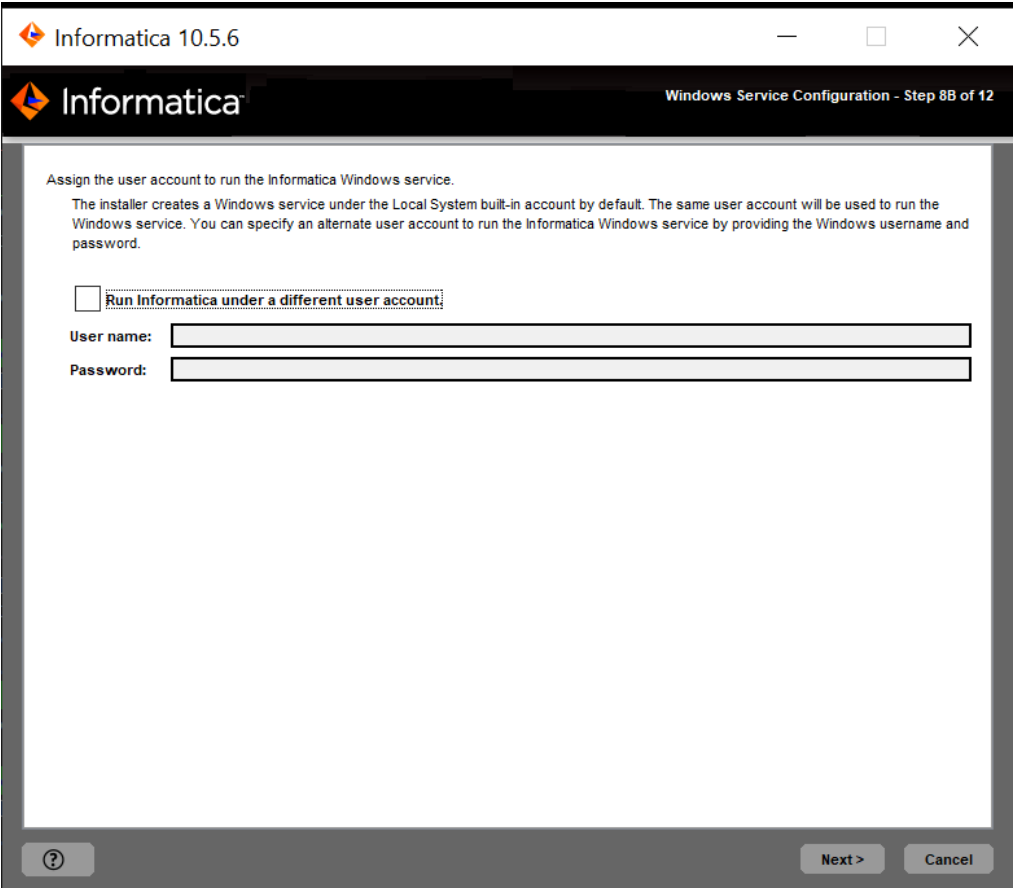 Informatica 10.5.6
Informatica
Windows Service Configuration - Step 8B of 12
Assign the user account to run the Informatica Windows service.
The installer creates a Windows service under the Local System built-in account by default. The same user account will be used to run the
Windows service. You can specify an alternate user account to run the Informatica Windows service by providing the Windows username and
password.
Run Informatica under a different user account.
User name:
Password:
?
Next >
Cancel